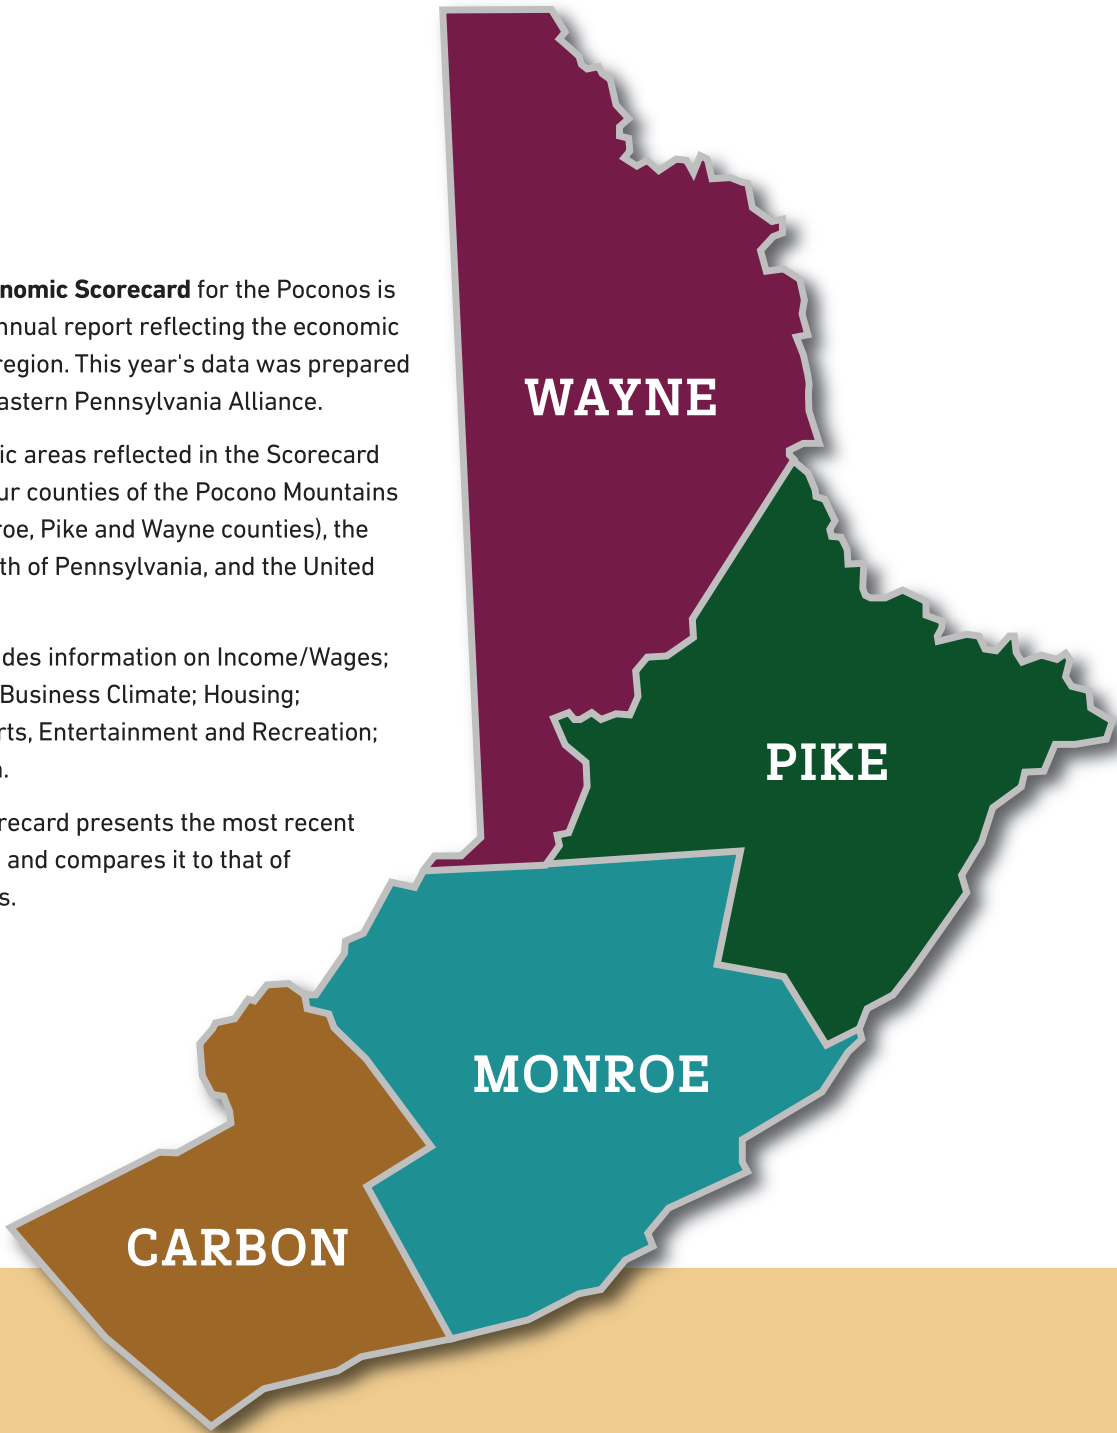 nomic Scorecard for the Poconos is
nnual report reflecting the economic
region. This year's data was prepared
astern Pennsylvania Alliance.
ic areas reflected in the Scorecard
ur counties of the Pocono Mountains
roe, Pike and Wayne counties), the
th of Pennsylvania, and the United
des information on Income/Wages;
Business Climate; Housing;
rts, Entertainment and Recreation;
n.
recard presents the most recent
and compares it to that of
s.
WAYNE
PIKE
MONROE
CARBON